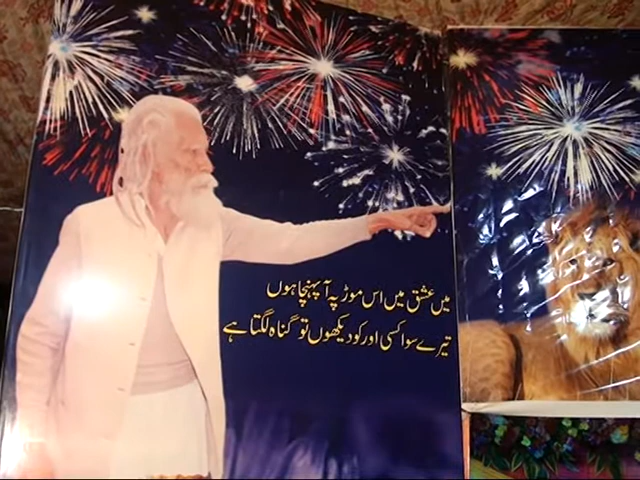 میں عشق میں اس موڑ پہ آ پہنچا ہوں
تیرے سوا کسی اور کو دیکھوں تو گناہ لگتا ہے